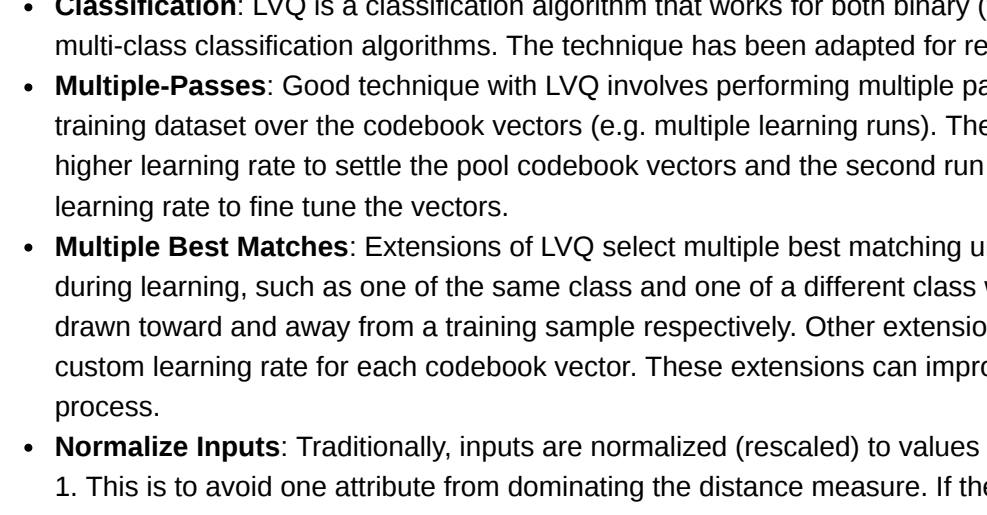 • Classification: LVQ is a classification algorithm that works for both binary (
multi-class classification algorithms. The technique has been adapted for re
• Multiple-Passes: Good technique with LVQ involves performing multiple pa
training dataset over the codebook vectors (e.g. multiple learning runs). The
higher learning rate to settle the pool codebook vectors and the second run
learning rate to fine tune the vectors.
• Multiple Best Matches: Extensions of LVQ select multiple best matching u
during learning, such as one of the same class and one of a different class
drawn toward and away from a training sample respectively. Other extensio
custom learning rate for each codebook vector. These extensions can impro
process.
• Normalize Inputs: Traditionally, inputs are normalized (rescaled) to values
1. This is to avoid one attribute from dominating the distance measure. If the